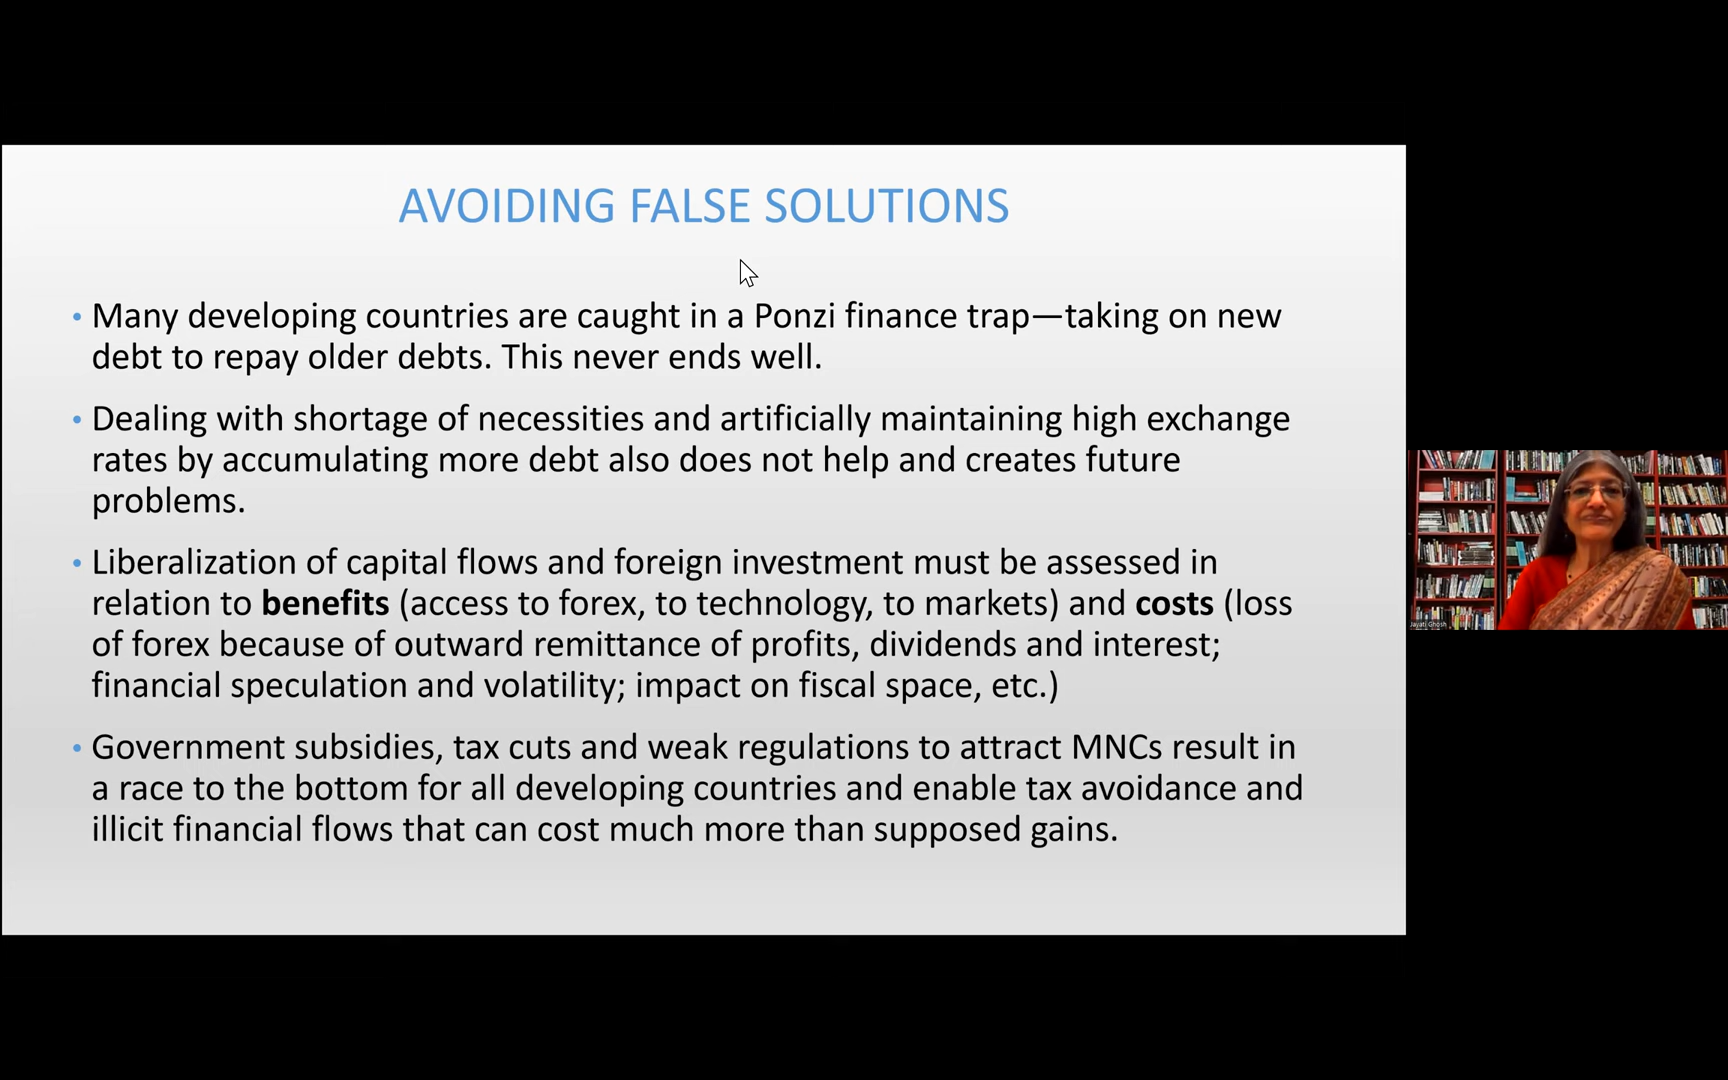 AVOIDING FALSE SOLUTIONS
• Many developing countries are caught in a Ponzi finance trap—taking on new
debt to repay older debts. This never ends well.
• Dealing with shortage of necessities and artificially maintaining high exchange
rates by accumulating more debt also does not help and creates future
problems.
• Liberalization of capital flows and foreign investment must be assessed in
relation to benefits (access to forex, to technology, to markets) and costs (loss
of forex because of outward remittance of profits, dividends and interest;
financial speculation and volatility; impact on fiscal space, etc.)
• Government subsidies, tax cuts and weak regulations to attract MNCs result in
a race to the bottom for all developing countries and enable tax avoidance and
illicit financial flows that can cost much more than supposed gains.
Jayati Ghosh